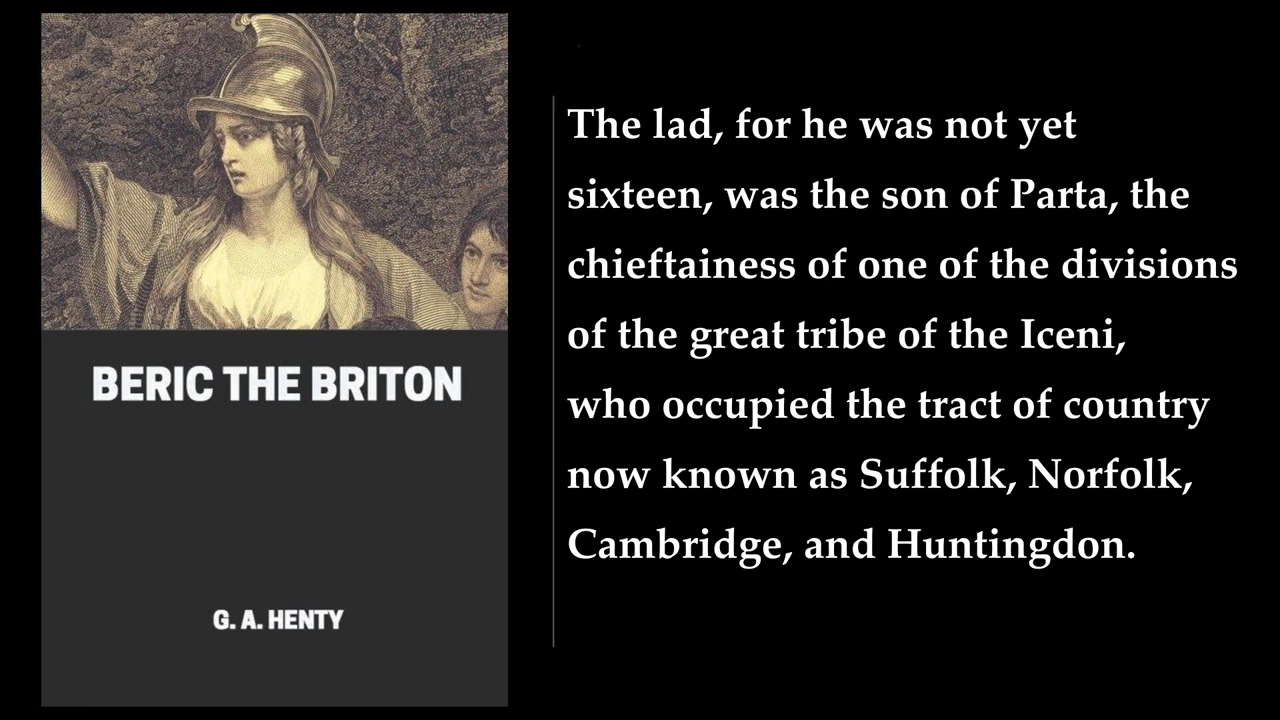 BERIC THE BRITON
G. A. HENTY
The lad, for he was not yet
sixteen, was the son of Parta, the
chieftainess of one of the divisions
of the great tribe of the Iceni,
who occupied the tract of country
now known as Suffolk, Norfolk,
Cambridge, and Huntingdon.